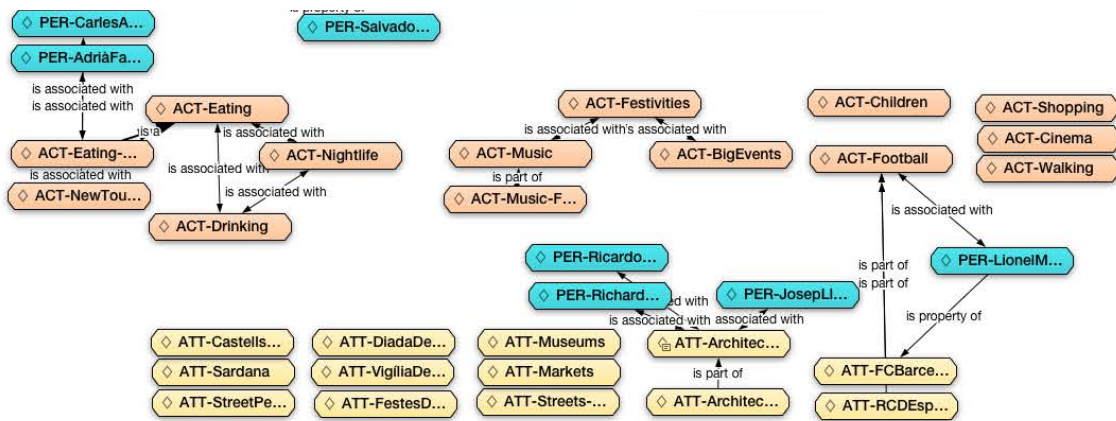 PER-CarlesA...
is property of
PER-Salvado...
PER-AdriàFa...
is associated with
is associated with
ACT-Eating
is a
is associated with
ACT-Eating-...
ACT-Nightlife
is associated with
is associated with
is associated with
ACT-NewTou...
ACT-Drinking
ACT-Festivities
is associated with
is associated with
ACT-Music
ACT-BigEvents
is part of
ACT-Music-F...
ACT-Children
ACT-Shopping
ACT-Cinema
ACT-Football
ACT-Walking
is associated with
PER-LionelM...
is part of
is part of
is property of
PER-Ricardo...
PER-Richard...
PER-JosepLl...
ed with
is associated with
associated with
ATT-Castells...
ATT-DiadaDe...
ATT-Museums
ATT-Architec...
ATT-Sardana
ATT-VigíliaDe...
ATT-Markets
is part of
ATT-FCBarce...
ATT-StreetPe...
ATT-FestesD...
ATT-Streets-...
ATT-Architec...
ATT-RCDEsp...